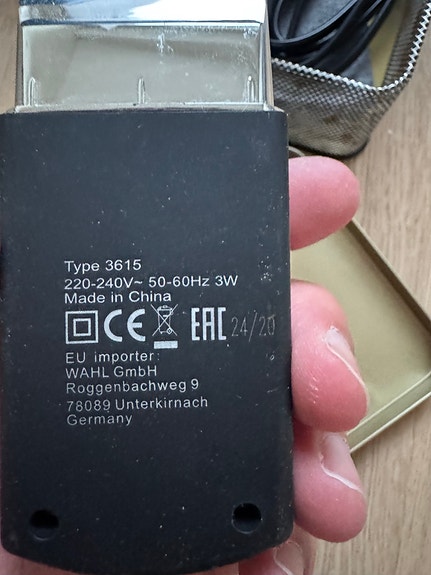 Type 3615
220-240V~ 50-60Hz 3W
Made in China
CE EAC 24/20
EU importer:
WAHL GmbH
Roggenbachweg 9
78089 Unterkirnach
Germany